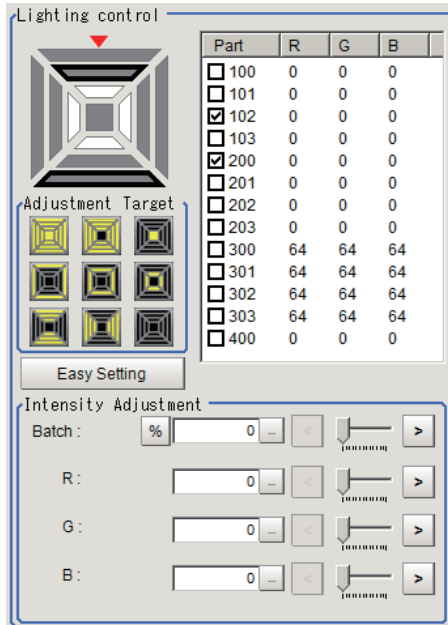 Lighting control
Part R G B
100 0 0 0
101 0 0 0
102 0 0 0
103 0 0 0
200 0 0 0
201 0 0 0
202 0 0 0
203 0 0 0
300 64 64 64
301 64 64 64
302 64 64 64
303 64 64 64
400 0 0 0
Adjustment Target
Easy Setting
Intensity Adjustment
Batch : % 0 ... < >
R : 0 ... < >
G : 0 ... < >
B : 0 ... < >